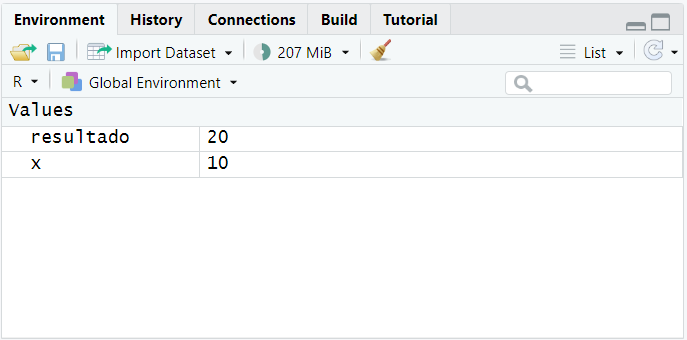 Environment History Connections Build Tutorial
Import Dataset 207 MiB List
R Global Environment
Values
resultado 20
x 10